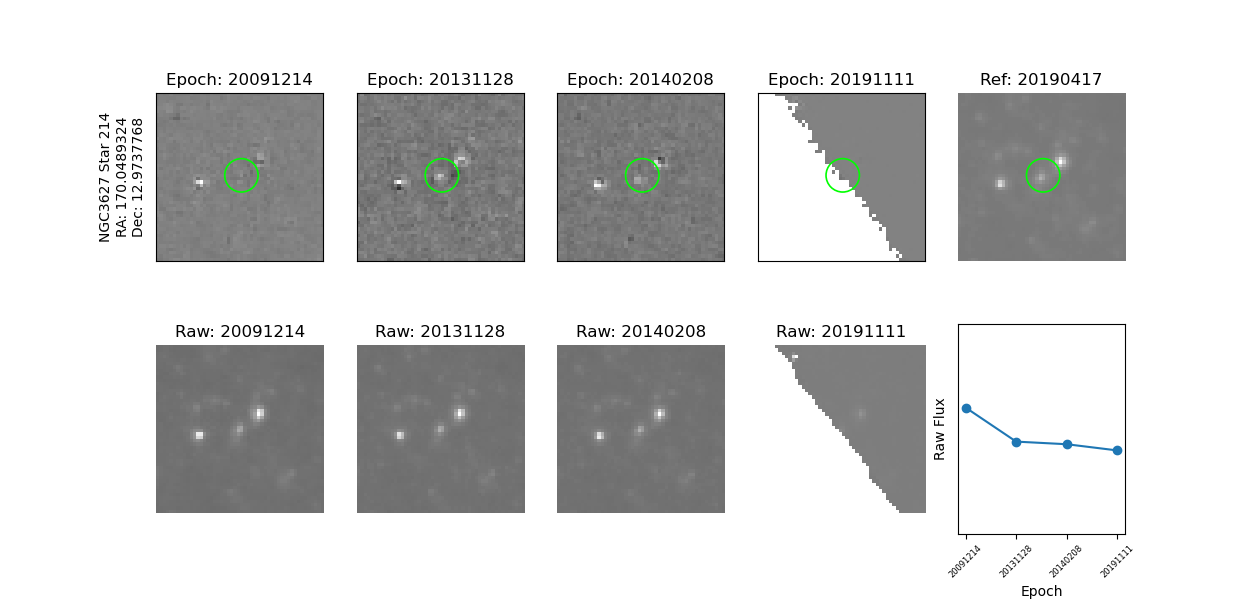 NGC3627 Star 214
RA: 170.0489324
Dec: 12.9737768
Epoch: 20091214
Epoch: 20131128
Epoch: 20140208
Epoch: 20191111
Ref: 20190417
Raw: 20091214
Raw: 20131128
Raw: 20140208
Raw: 20191111
Raw Flux
20091214
20131128
20140208
20191111
Epoch